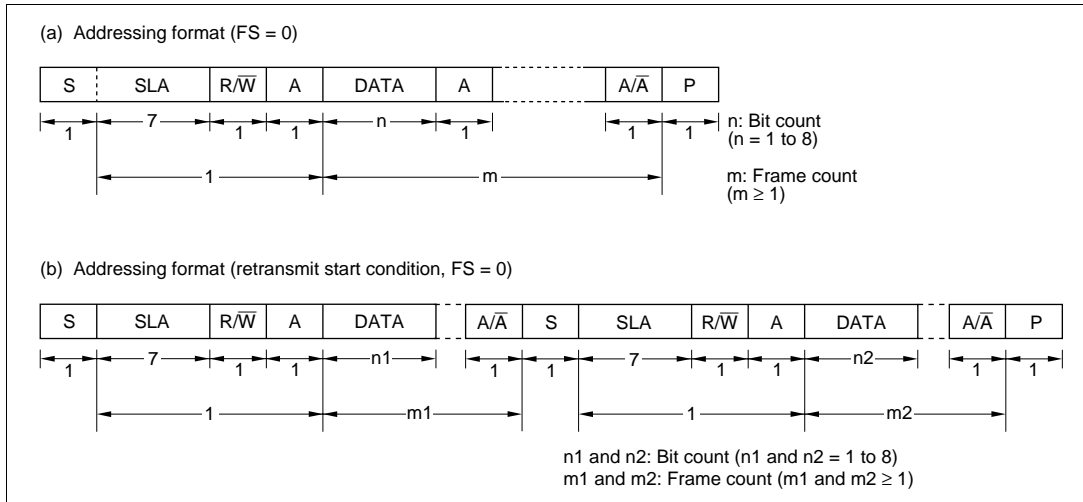 (a) Addressing format (FS = 0)
S SLA R/W̅ A DATA A A/A̅ P
1 7 1 1 n 1 1 1
n: Bit count
(n = 1 to 8)
1 m
m: Frame count
(m ≥ 1)
(b) Addressing format (retransmit start condition, FS = 0)
S SLA R/W̅ A DATA A/A̅ S SLA R/W̅ A DATA A/A̅ P
1 7 1 1 n1 1 1 7 1 1 n2 1 1
1 m1 1 m2
n1 and n2: Bit count (n1 and n2 = 1 to 8)
m1 and m2: Frame count (m1 and m2 ≥ 1)